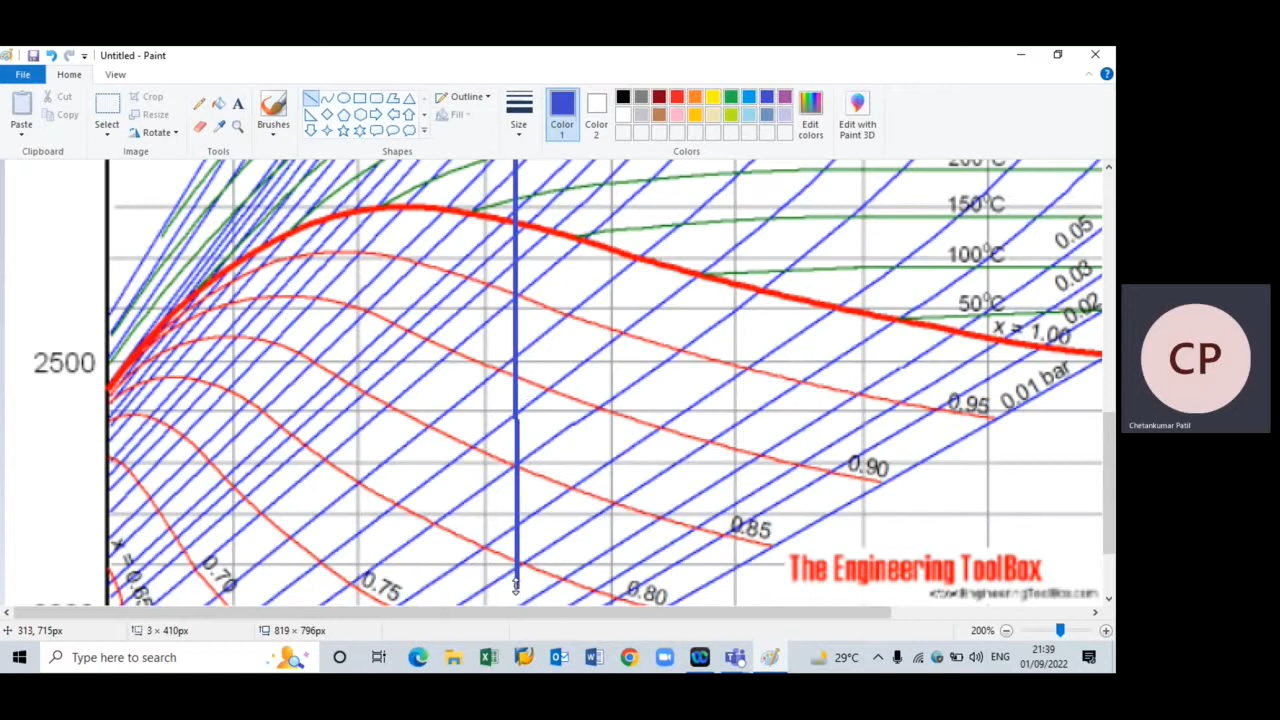 Untitled - Paint
File Home View
Paste
Cut
Copy
Clipboard
Select
Crop
Resize
Rotate
Image
Tools
Brushes
Outline
Fill
Shapes
Size
Color
1
Color
2
Edit
colors
Colors
Edit with
Paint 3D
200°C
150°C
0.05
100°C
0.03
50°C
0.02
x = 1.00
2500
0.01 bar
0.95
0.90
0.85
x = 0.65
0.70
0.75
0.80
The Engineering ToolBox
CP
Chetankumar Patil
313, 715px
3 × 410px
819 × 796px
200%
Type here to search
29°C
ENG
21:39
01/09/2022